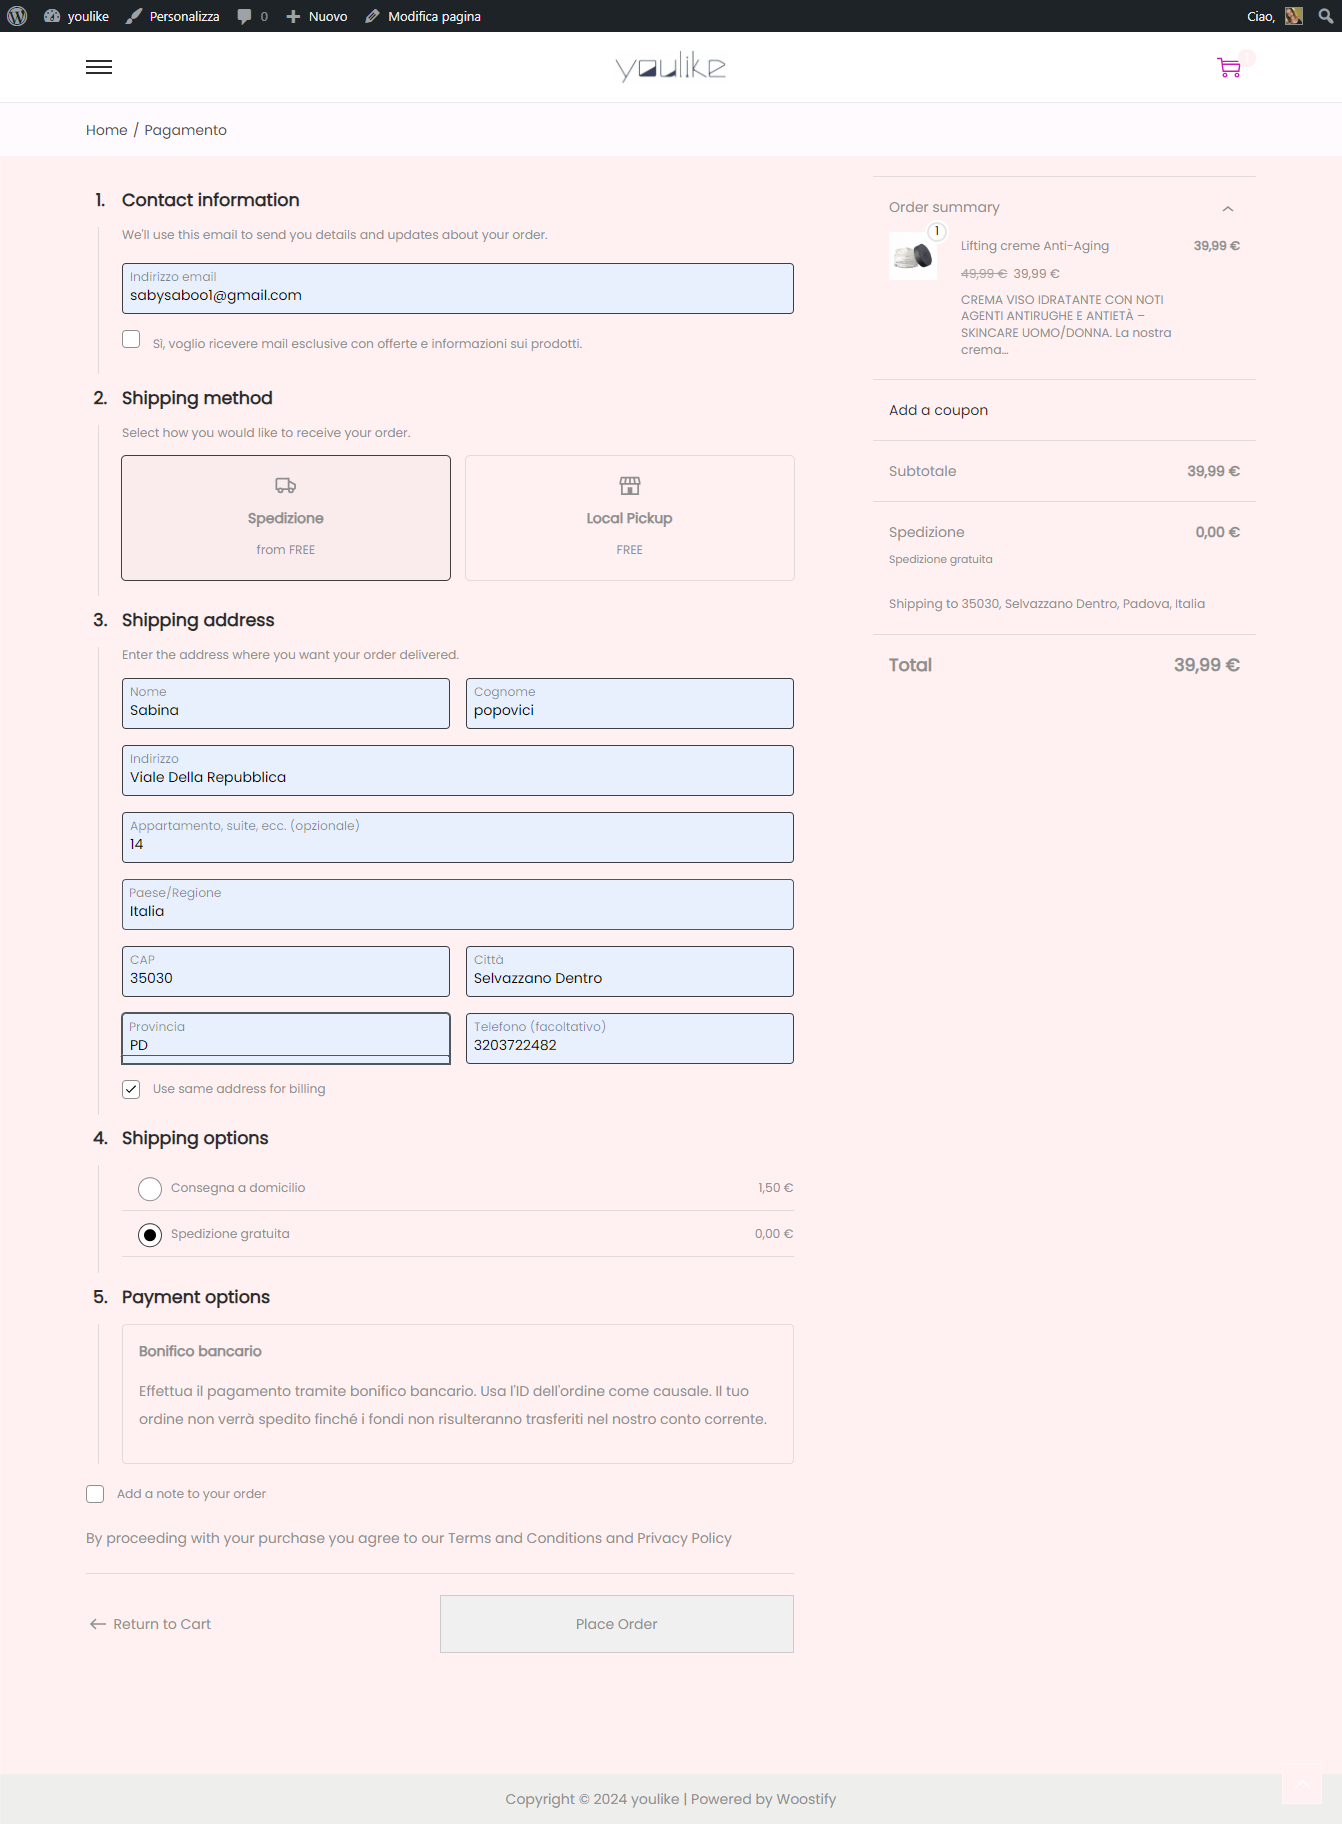 youlike
Personalizza
0
Nuovo
Modifica pagina
Ciao,
youlike
Home / Pagamento
1. Contact information
We'll use this email to send you details and updates about your order.
Indirizzo email
sabysaboo1@gmail.com
Sì, voglio ricevere mail esclusive con offerte e informazioni sui prodotti.
2. Shipping method
Select how you would like to receive your order.
Spedizione
from FREE
Local Pickup
FREE
3. Shipping address
Enter the address where you want your order delivered.
Nome
Sabina
Cognome
popovici
Indirizzo
Viale Della Repubblica
Appartamento, suite, ecc. (opzionale)
14
Paese/Regione
Italia
CAP
35030
Città
Selvazzano Dentro
Provincia
PD
Telefono (facoltativo)
3203722482
Use same address for billing
4. Shipping options
Consegna a domicilio 1,50 €
Spedizione gratuita 0,00 €
5. Payment options
Bonifico bancario
Effettua il pagamento tramite bonifico bancario. Usa l'ID dell'ordine come causale. Il tuo
ordine non verrà spedito finché i fondi non risulteranno trasferiti nel nostro conto corrente.
Add a note to your order
By proceeding with your purchase you agree to our Terms and Conditions and Privacy Policy
Return to Cart
Place Order
Order summary
1
Lifting creme Anti-Aging 39,99 €
49,99 € 39,99 €
CREMA VISO IDRATANTE CON NOTI
AGENTI ANTIRUGHE E ANTIETÀ –
SKINCARE UOMO/DONNA. La nostra
crema…
Add a coupon
Subtotale 39,99 €
Spedizione 0,00 €
Spedizione gratuita
Shipping to 35030, Selvazzano Dentro, Padova, Italia
Total 39,99 €
Copyright © 2024 youlike | Powered by Woostify